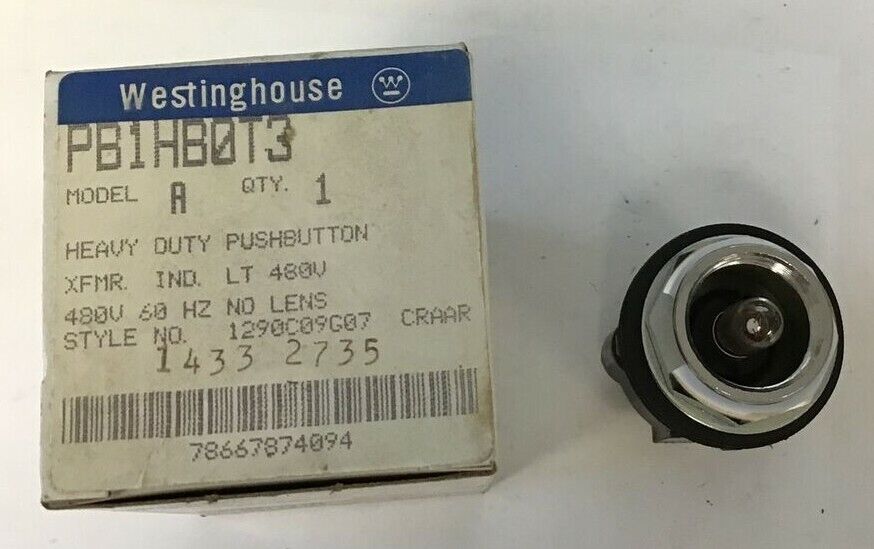 Westinghouse W
PB1HB0T3
MODEL A QTY. 1
HEAVY DUTY PUSHBUTTON
XFMR. IND. LT 480V
480V 60 HZ NO LENS
STYLE NO. 1290C09G07 CRAAR
1433 2735
78667874094